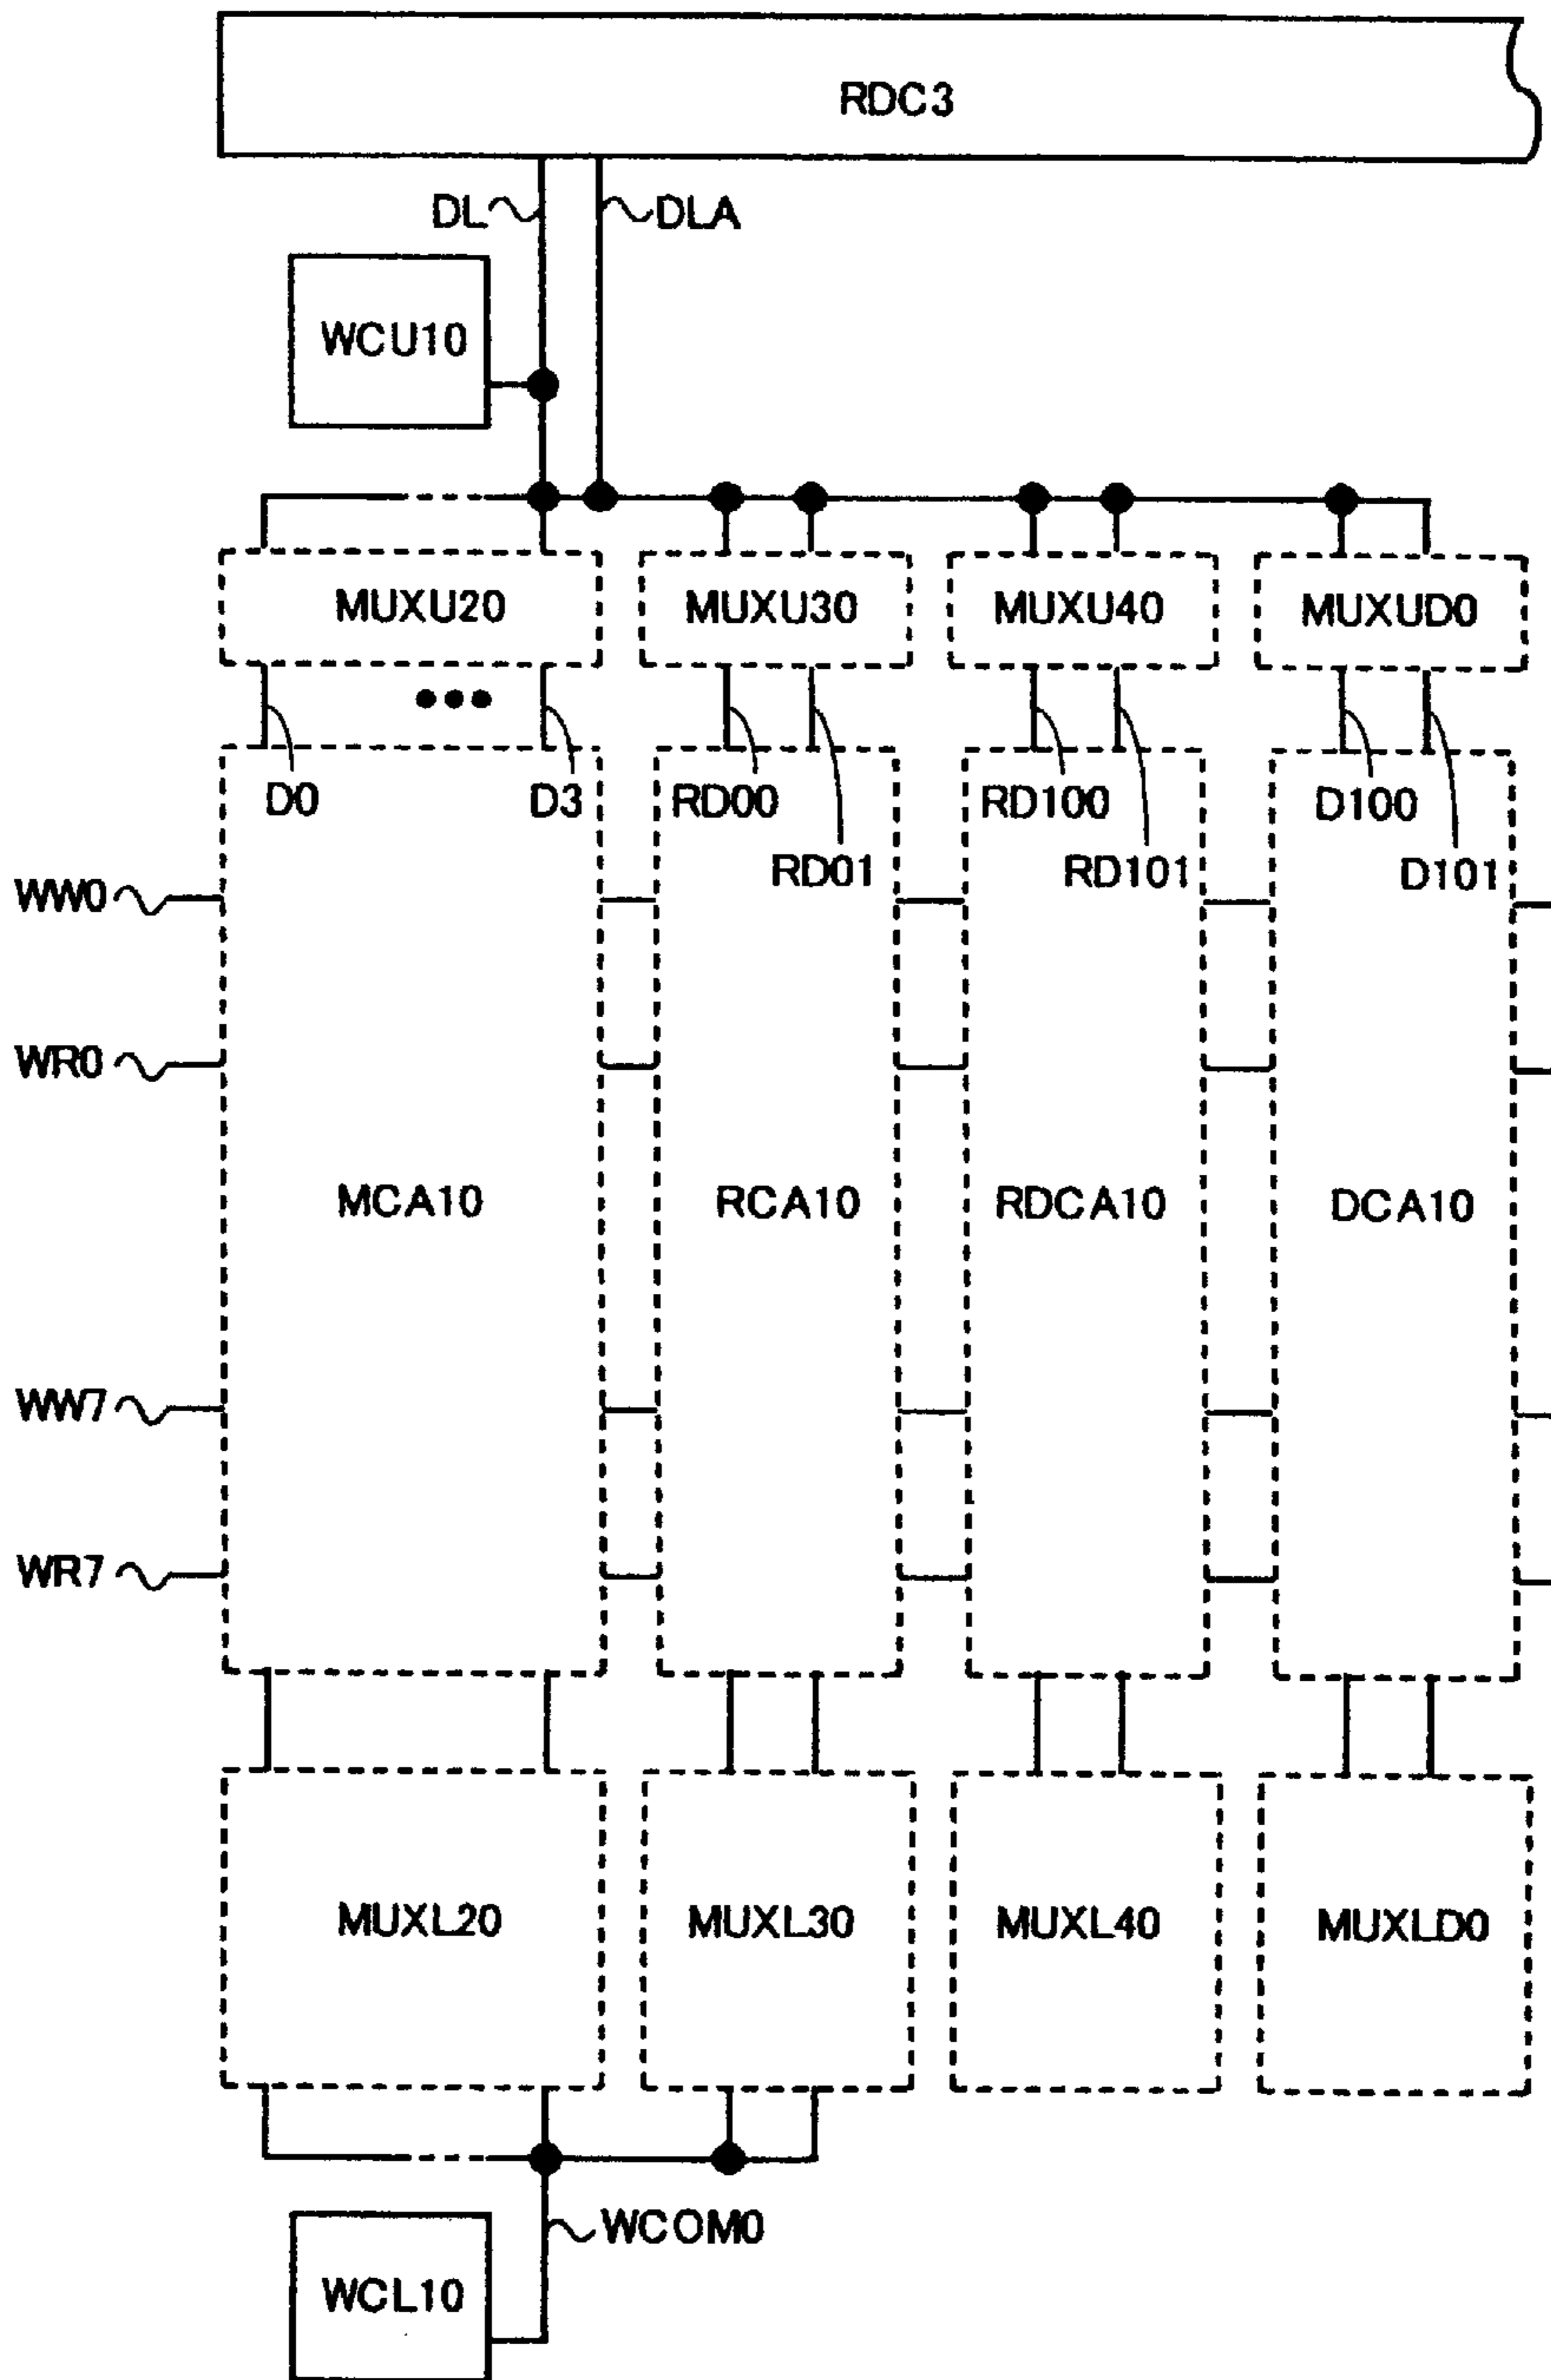 RDC3
DL DLA
WCU10
MUXU20 MUXU30 MUXU40 MUXUD0
D0 D3 RD00 RD100 D100
RD01 RD101 D101
WW0
WR0
MCA10 RCA10 RDCA10 DCA10
WW7
WR7
MUXL20 MUXL30 MUXL40 MUXLD0
WCOM0
WCL10